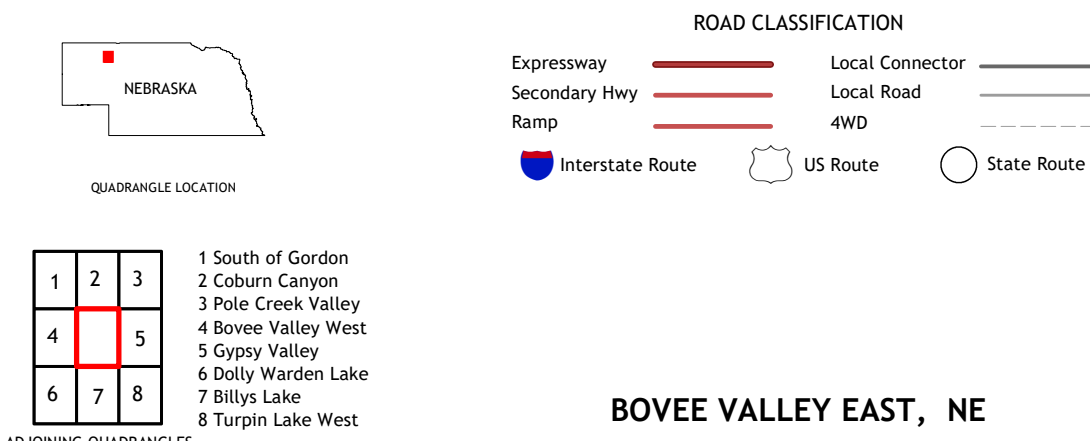 NEBRASKA
QUADRANGLE LOCATION
ROAD CLASSIFICATION
Expressway
Secondary Hwy
Ramp
Local Connector
Local Road
4WD
Interstate Route
US Route
State Route
1 2 3
4 5
6 7 8
1 South of Gordon
2 Coburn Canyon
3 Pole Creek Valley
4 Bovee Valley West
5 Gypsy Valley
6 Dolly Warden Lake
7 Billys Lake
8 Turpin Lake West
ADJOINING QUADRANGLES
BOVEE VALLEY EAST, NE